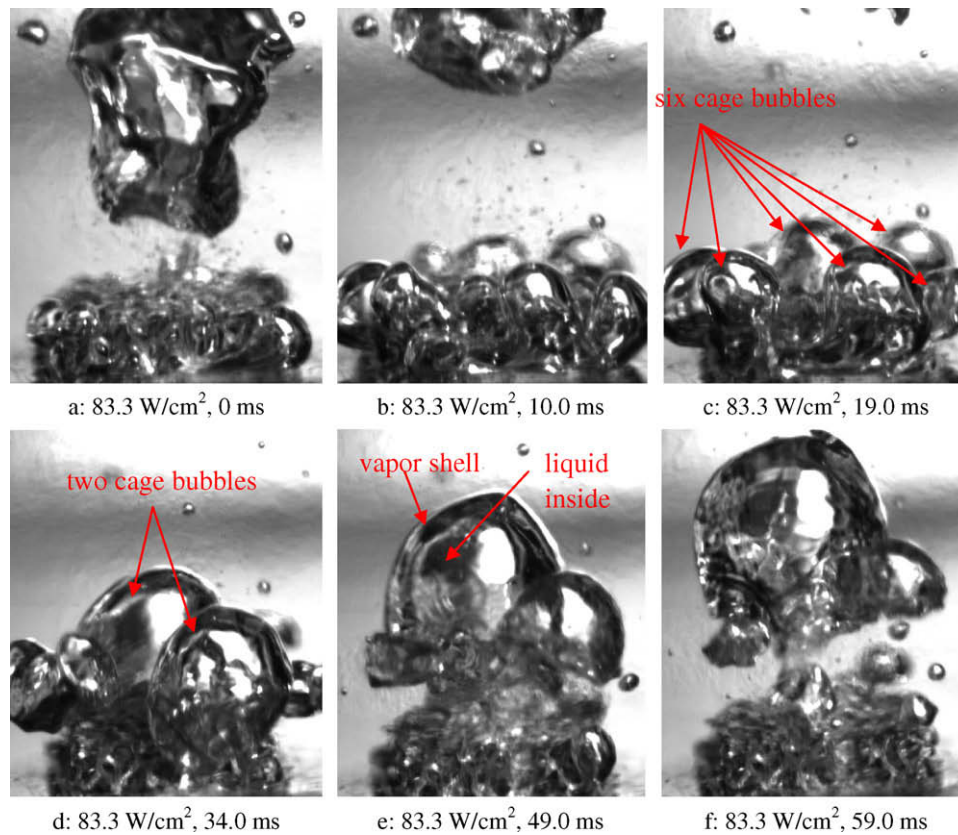 six cage bubbles
a: 83.3 W/cm², 0 ms
b: 83.3 W/cm², 10.0 ms
c: 83.3 W/cm², 19.0 ms
two cage bubbles
vapor shell
liquid
inside
d: 83.3 W/cm², 34.0 ms
e: 83.3 W/cm², 49.0 ms
f: 83.3 W/cm², 59.0 ms